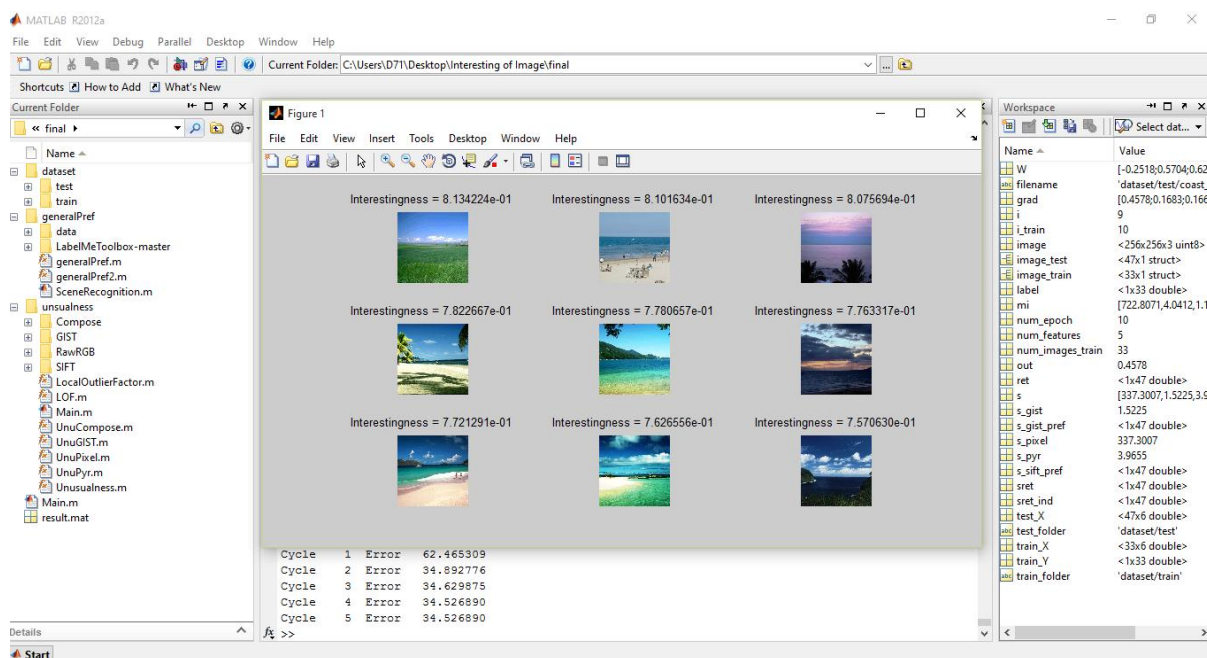 MATLAB R2012a
File Edit View Debug Parallel Desktop Window Help
Current Folder: C:\Users\D71\Desktop\Interesting of Image\final
Shortcuts How to Add What's New
Current Folder
« final
Name
dataset
test
train
generalPref
data
LabelMeToolbox-master
generalPref.m
generalPref2.m
SceneRecognition.m
unsualness
Compose
GIST
RawRGB
SIFT
LocalOutlierFactor.m
LOF.m
Main.m
UnuCompose.m
UnuGIST.m
UnuPixel.m
UnuPyr.m
Unusualness.m
Main.m
result.mat
Details
Start
Figure 1
File Edit View Insert Tools Desktop Window Help
Interestingness = 8.134224e-01 Interestingness = 8.101634e-01 Interestingness = 8.075694e-01
Interestingness = 7.822667e-01 Interestingness = 7.780657e-01 Interestingness = 7.763317e-01
Interestingness = 7.721291e-01 Interestingness = 7.626556e-01 Interestingness = 7.570630e-01
Cycle 1 Error 62.465309
Cycle 2 Error 34.892776
Cycle 3 Error 34.629875
Cycle 4 Error 34.526890
Cycle 5 Error 34.526890
fx >>
Workspace
Select dat...
Name Value
W [-0.2518;0.5704;0.62
filename 'dataset/test/coast_
grad [0.4578;0.1683;0.166
i 9
i_train 10
image <256x256x3 uint8>
image_test <47x1 struct>
image_train <33x1 struct>
label <1x33 double>
mi [722.8071,4.0412,1.1
num_epoch 10
num_features 5
num_images_train 33
out 0.4578
ret <1x47 double>
s [337.3007,1.5225,3.9
s_gist 1.5225
s_gist_pref <1x47 double>
s_pixel 337.3007
s_pyr 3.9655
s_sift_pref <1x47 double>
sret <1x47 double>
sret_ind <1x47 double>
test_X <47x6 double>
test_folder 'dataset/test'
train_X <33x6 double>
train_Y <1x33 double>
train_folder 'dataset/train'